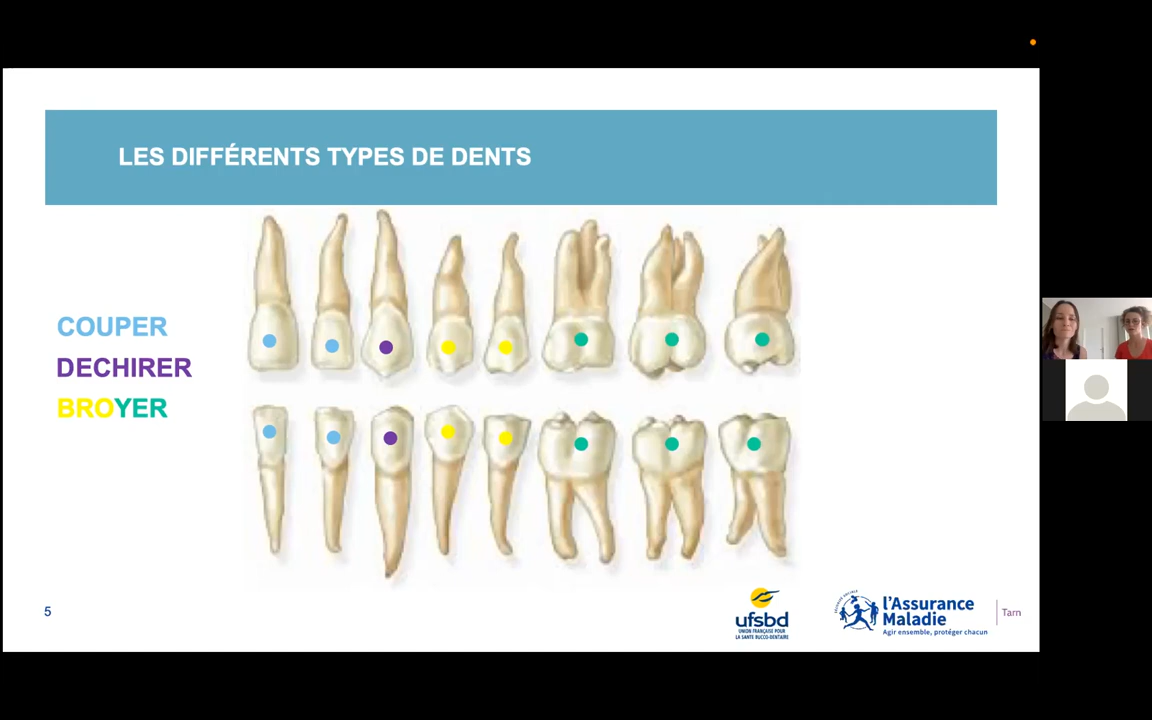 LES DIFFÉRENTS TYPES DE DENTS
COUPER
DECHIRER
BROYER
5
ufsbd
UNION FRANÇAISE POUR
LA SANTÉ BUCCO-DENTAIRE
l'Assurance
Maladie
Agir ensemble, protéger chacun
Tarn